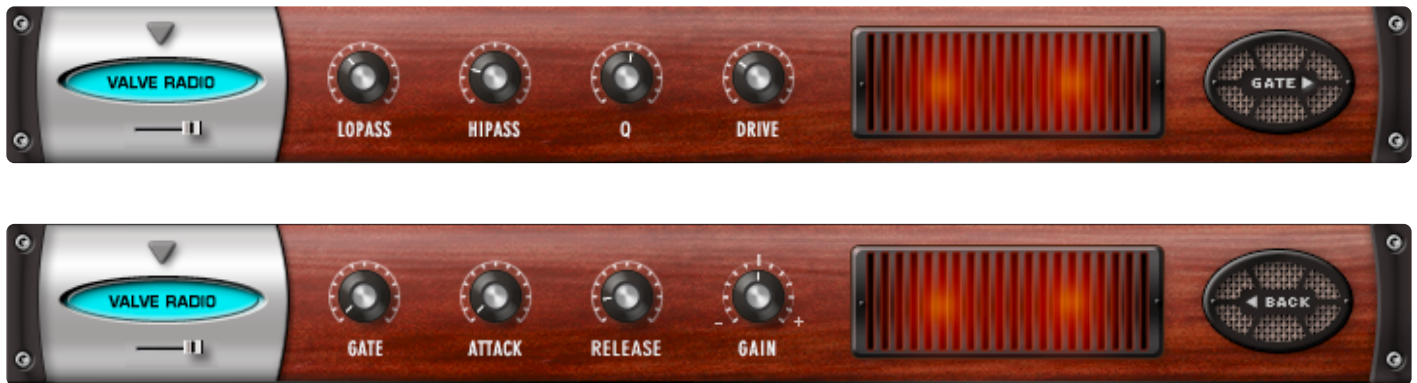 VALVE RADIO
LOPASS HIPASS Q DRIVE
GATE ▶
VALVE RADIO
GATE ATTACK RELEASE GAIN
- +
◀ BACK